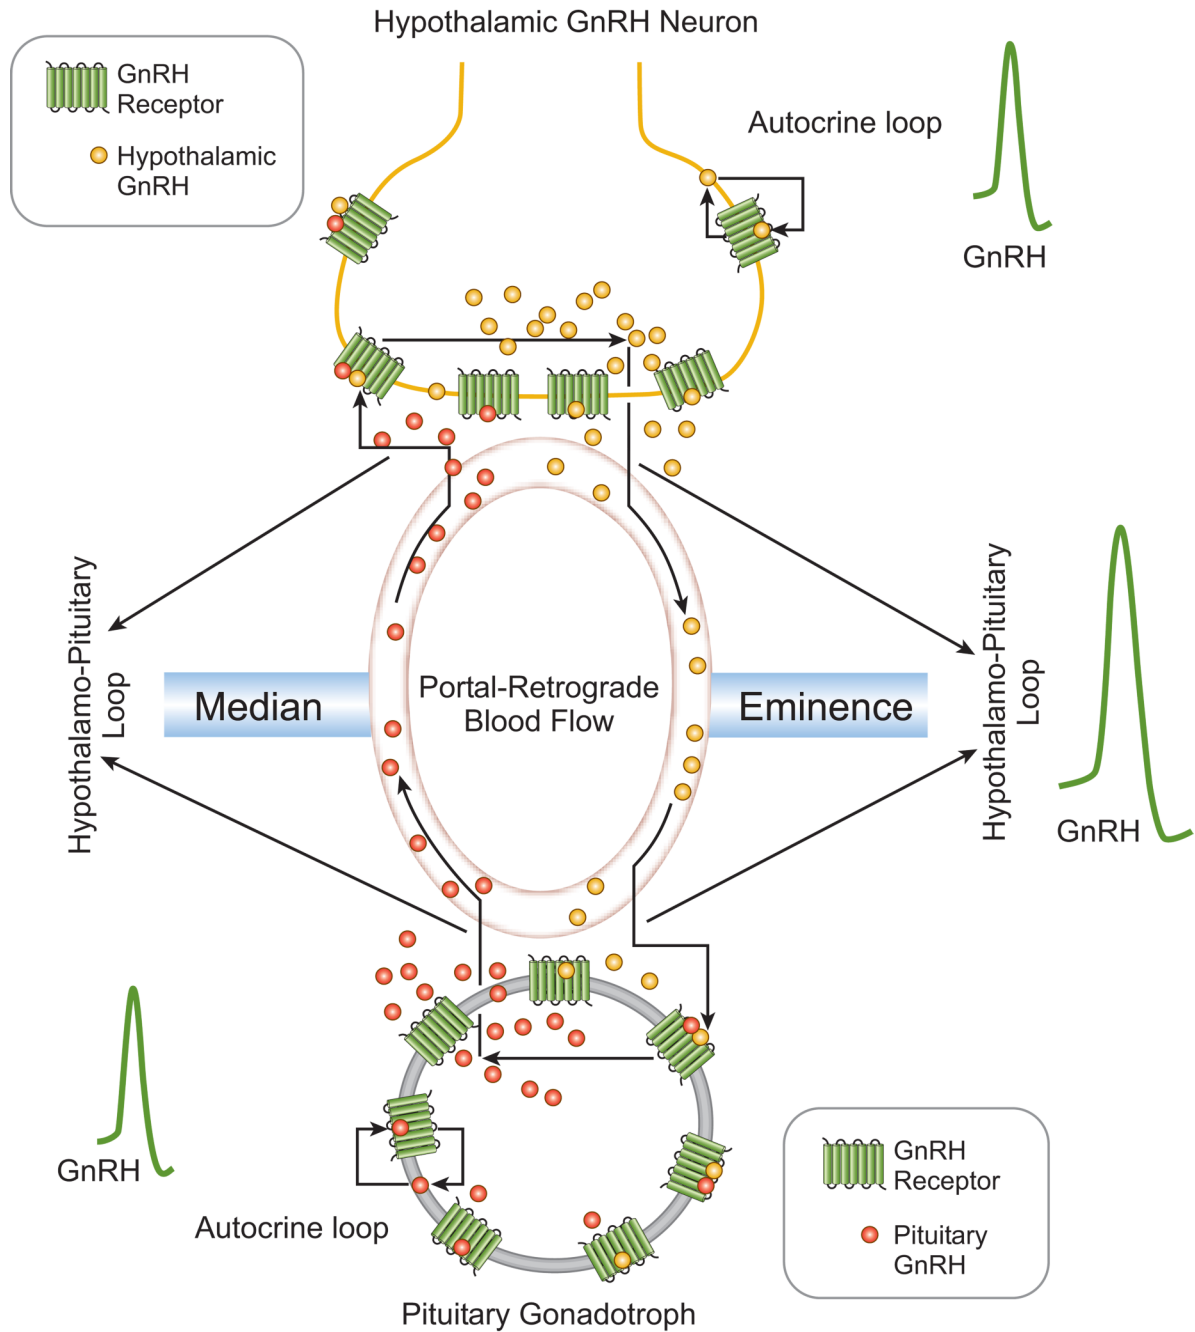 Hypothalamic GnRH Neuron
GnRH
Receptor
Hypothalamic
GnRH
Autocrine loop
GnRH
Hypothalamo-Pituitary
Loop
Median
Portal-Retrograde
Blood Flow
Eminence
Hypothalamo-Pituitary
Loop
GnRH
GnRH
Autocrine loop
GnRH
Receptor
Pituitary
GnRH
Pituitary Gonadotroph